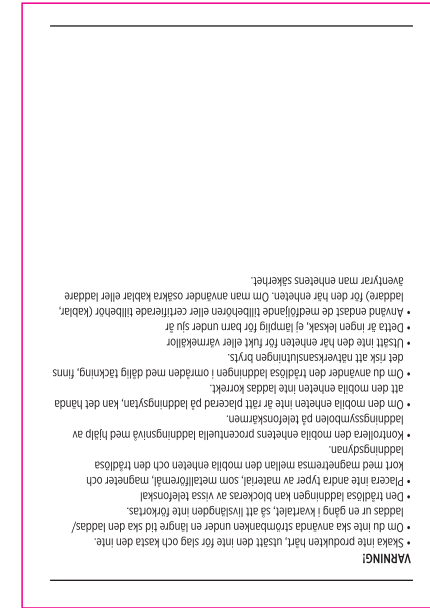 VARNING!
• Skaka inte produkten hårt, utsätt den inte för slag och kasta den inte.
• Om du inte ska använda strömbanken under en längre tid ska den laddas/
laddas ur en gång i kvartalet, så att livslängden inte förkortas.
• Den trådlösa laddningen kan blockeras av vissa telefonskal
• Placera inte andra typer av material, som metallföremål, magneter och
kort med magnetremsa mellan den mobila enheten och den trådlösa
laddningsdynan.
• Kontrollera den mobila enhetens procentuella laddningsnivå med hjälp av
laddningssymbolen på telefonskärmen.
• Om den mobila enheten inte är rätt placerad på laddningsytan, kan det hända
att den mobila enheten inte laddas korrekt.
• Om du använder den trådlösa laddningen i områden med dålig täckning, finns
det risk att nätverksanslutningen bryts.
• Utsätt inte den här enheten för fukt eller värmekällor
• Detta är ingen leksak, ej lämplig för barn under sju år
• Använd endast de medföljande tillbehören eller certifierade tillbehör (kablar,
laddare) för den här enheten. Om man använder osäkra kablar eller laddare
äventyrar man enhetens säkerhet.